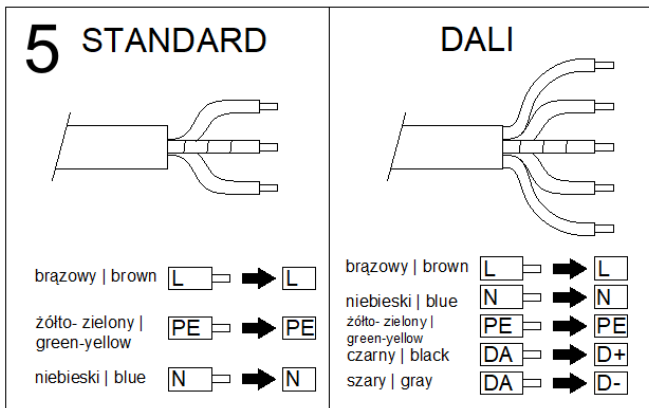 5 STANDARD
brązowy | brown L L
żółto- zielony |
green-yellow PE PE
niebieski | blue N N
DALI
brązowy | brown L L
niebieski | blue N N
żółto- zielony |
green-yellow PE PE
czarny | black DA D+
szary | gray DA D-